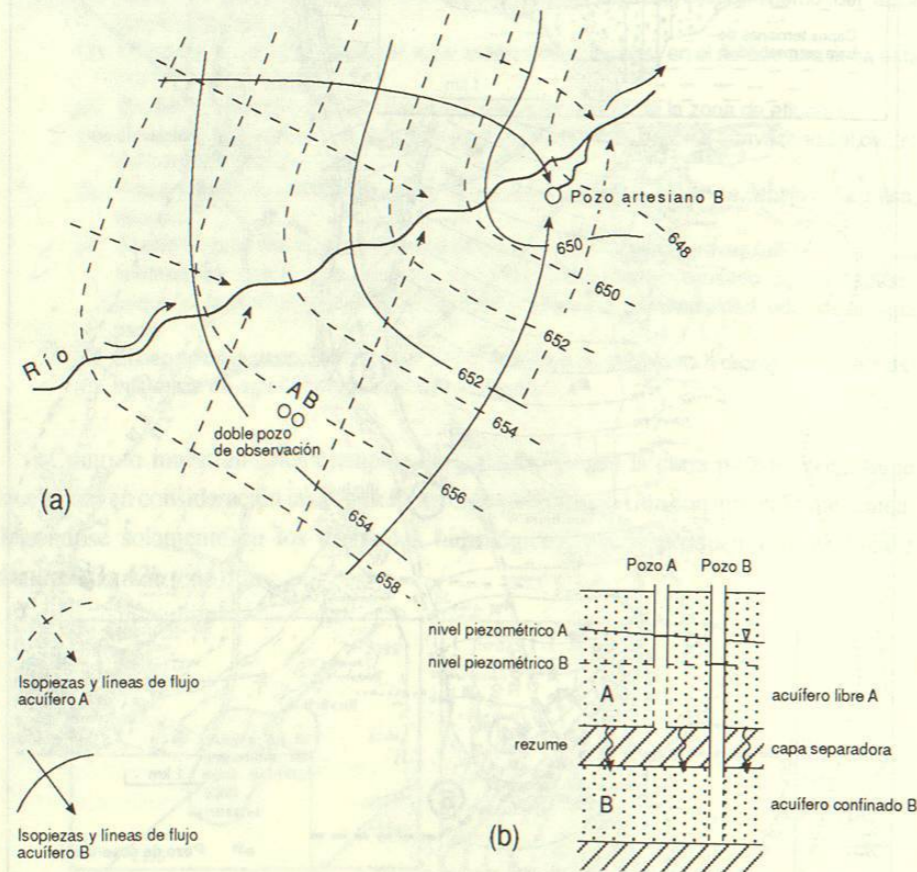 Pozo artesiano B
650
648
650
652
652
654
656
654
658
Río
A B
doble pozo
de observación
(a)
Isopiezas y líneas de flujo
acuífero A
Isopiezas y líneas de flujo
acuífero B
Pozo A Pozo B
nivel piezométrico A
nivel piezométrico B
A
acuífero libre A
rezume
capa separadora
B
acuífero confinado B
(b)